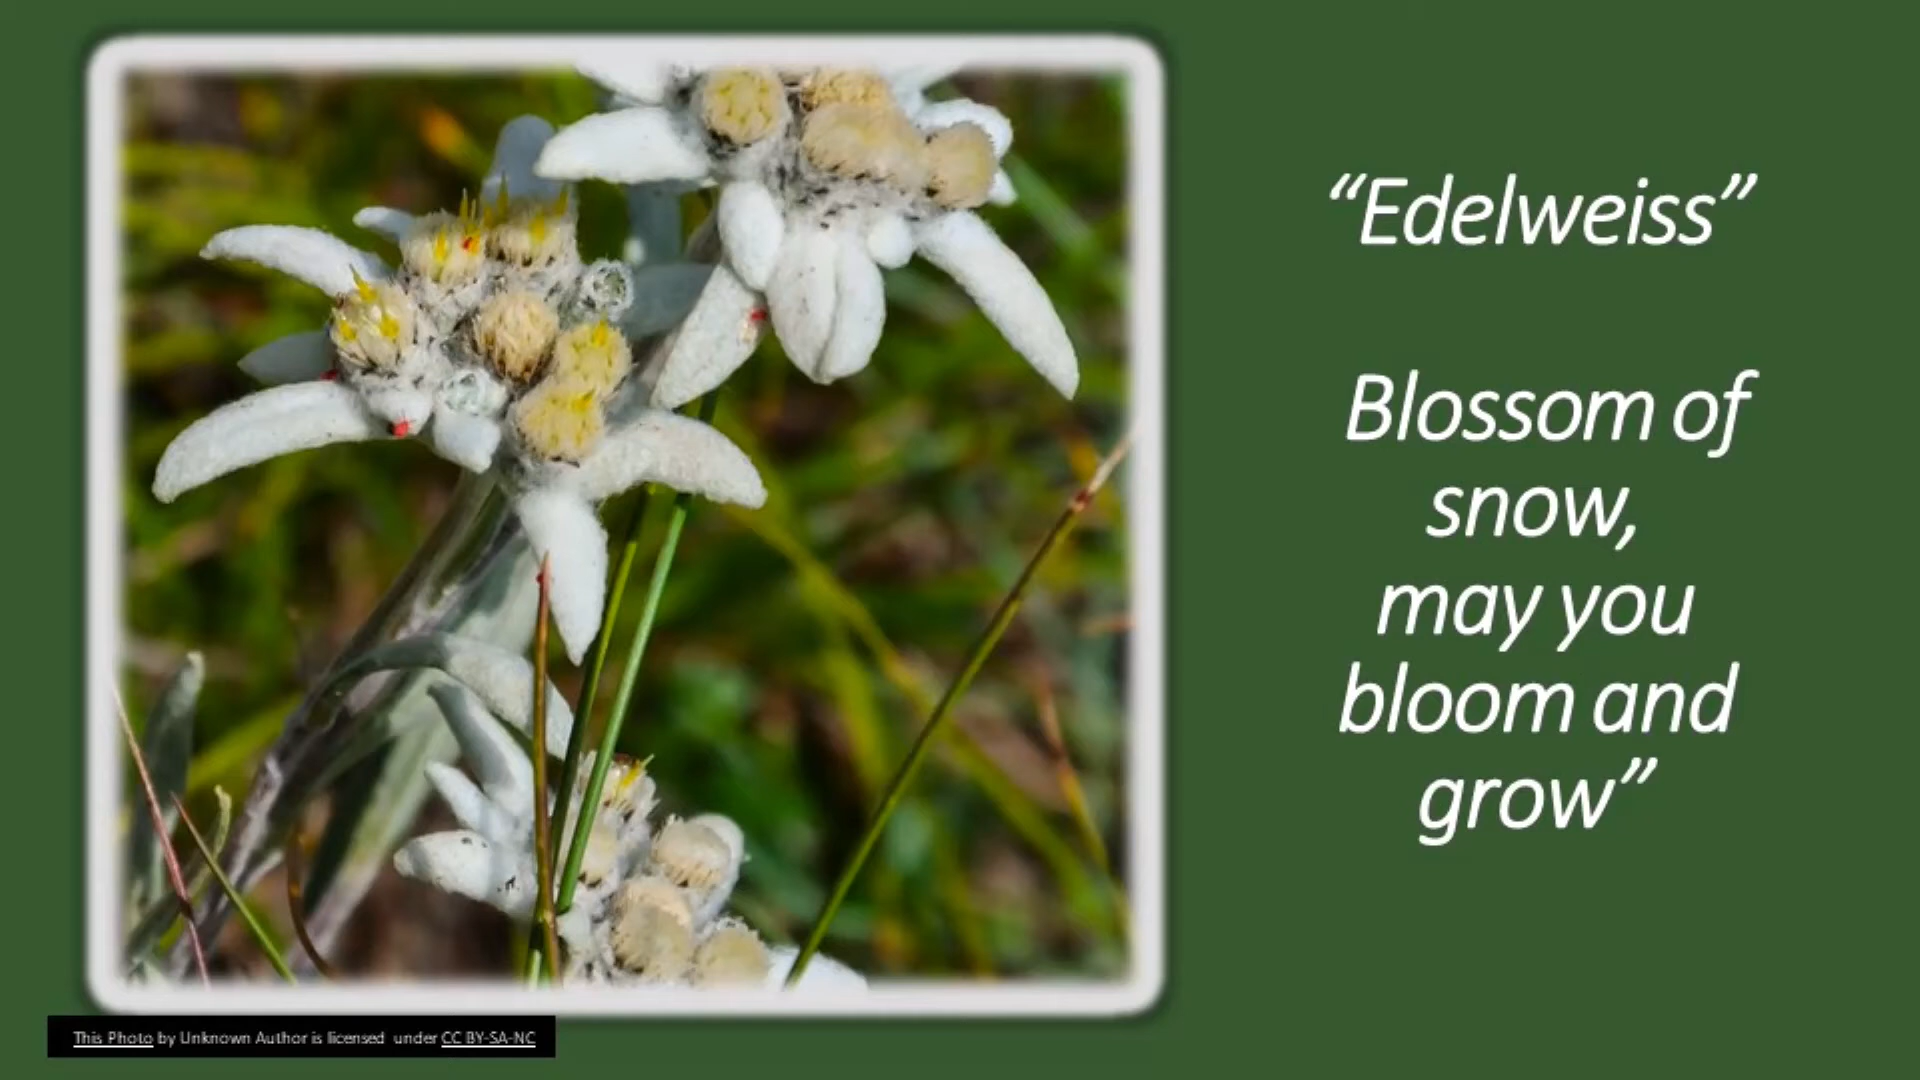 “Edelweiss”
Blossom of
snow,
may you
bloom and
grow”
This Photo by Unknown Author is licensed under CC BY-SA-NC